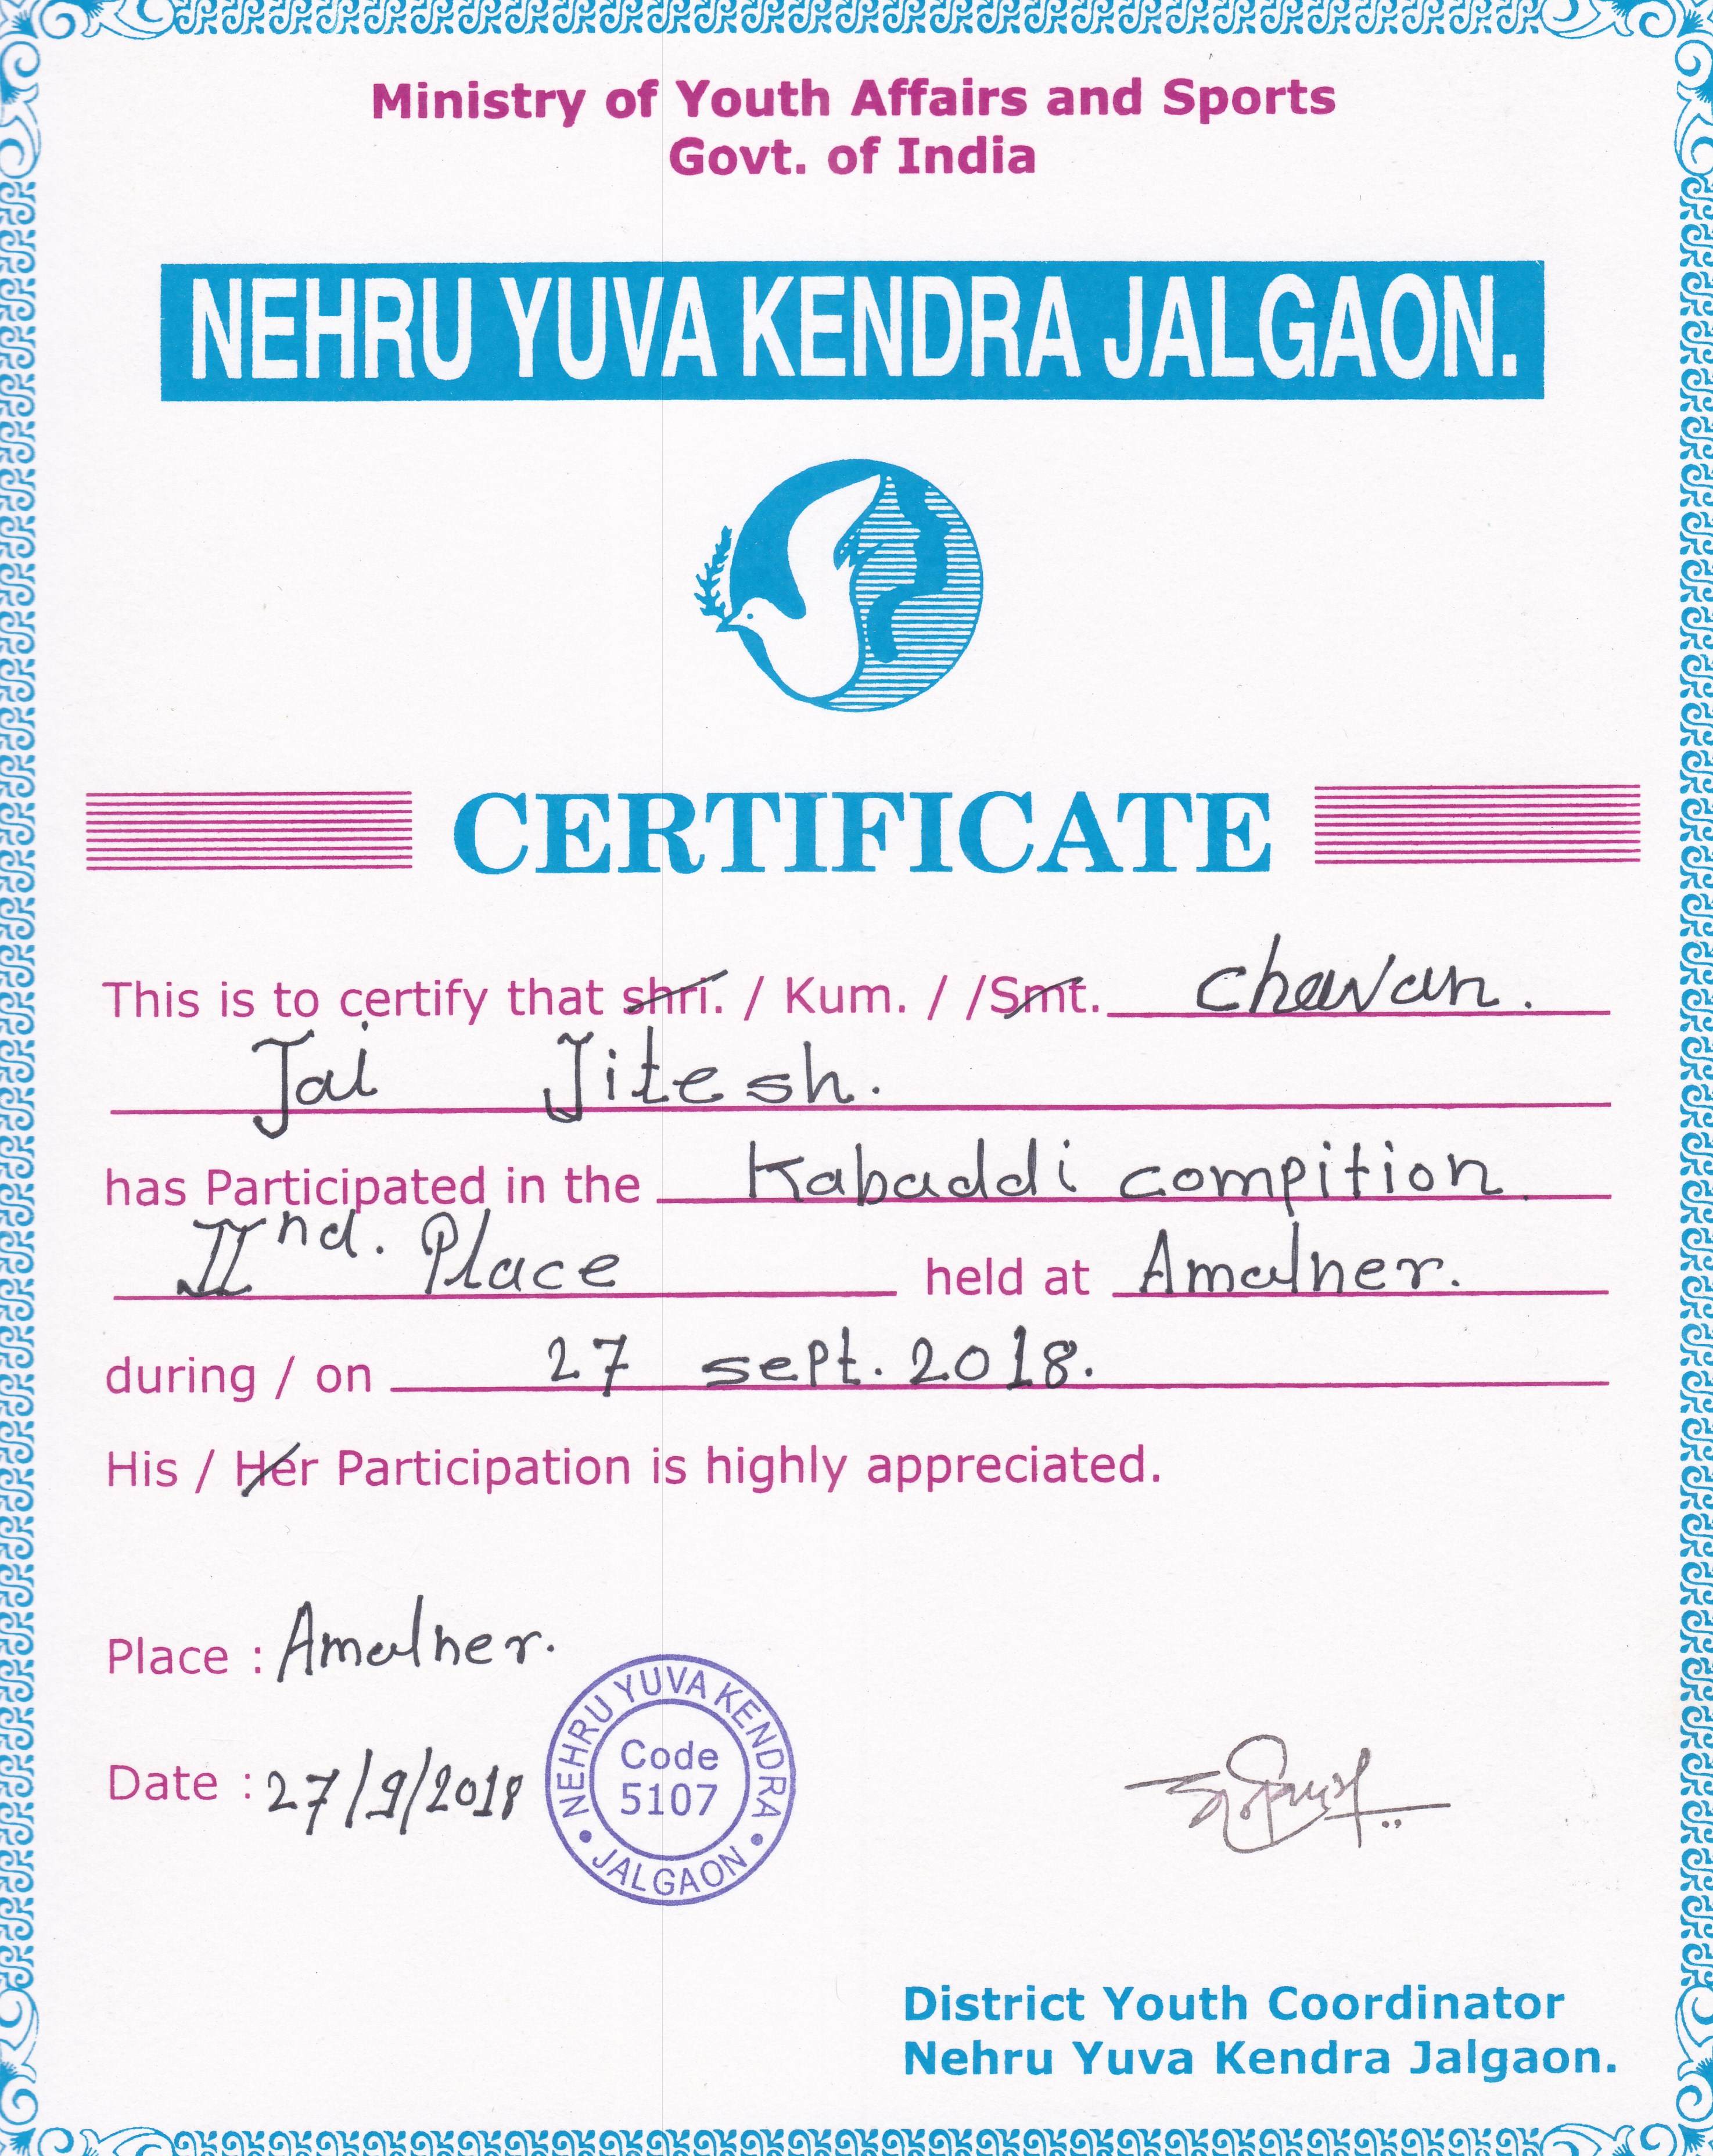 Ministry of Youth Affairs and Sports
Govt. of India
NEHRU YUVA KENDRA JALGAON.
CERTIFICATE
This is to certify that shri. / Kum. / /Smt. Chavan.
Jai Jitesh.
has Participated in the Kabaddi compition
IInd. Place held at Amalner.
during / on 27 sept. 2018.
His / Her Participation is highly appreciated.
Place : Amalner.
Date : 27/9/2018
NEHRU YUVA KENDRA
Code
5107
• JALGAON •
District Youth Coordinator
Nehru Yuva Kendra Jalgaon.